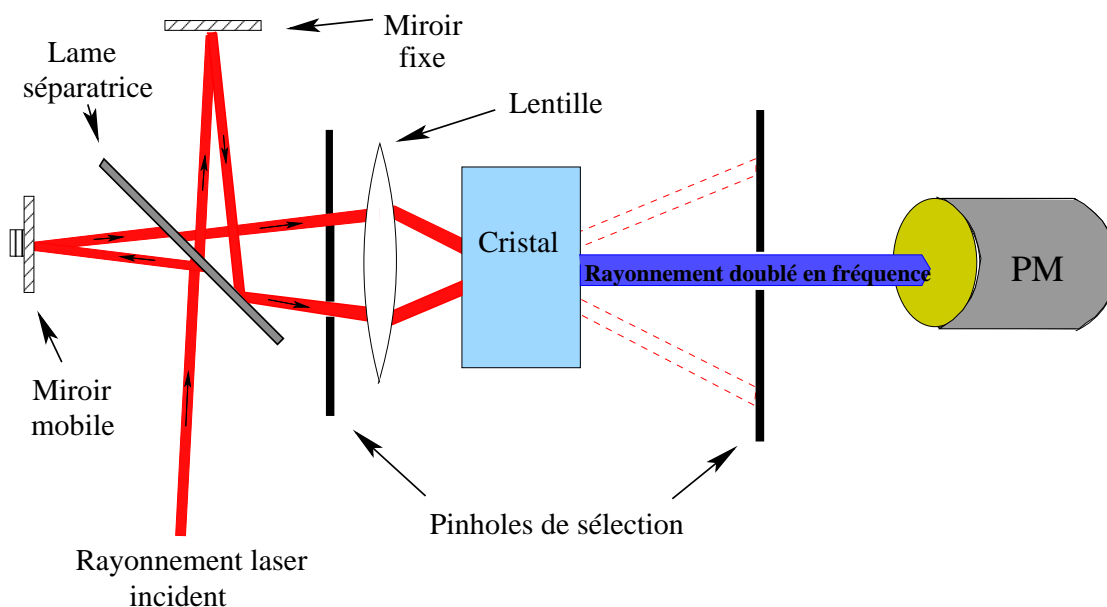 Miroir
fixe
Lame
séparatrice
Lentille
Cristal
Rayonnement doublé en fréquence
PM
Miroir
mobile
Pinholes de sélection
Rayonnement laser
incident